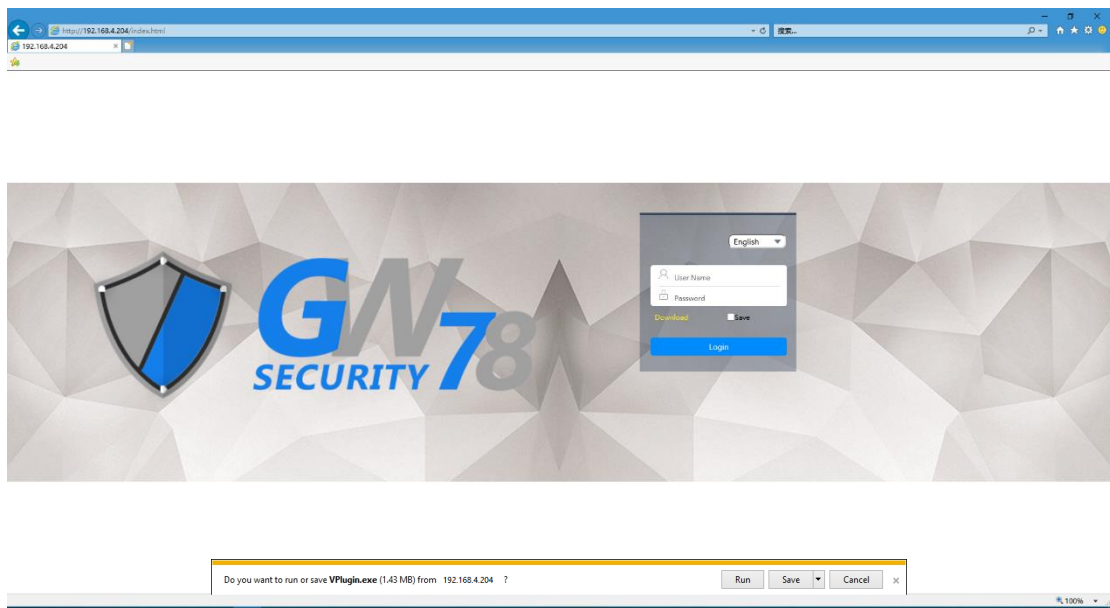 http://192.168.4.204/index.html
搜索...
192.168.4.204
English
User Name
Password
Download
Save
Login
GW78
SECURITY
Do you want to run or save VPlugin.exe (1.43 MB) from 192.168.4.204 ?
Run
Save
Cancel
100%